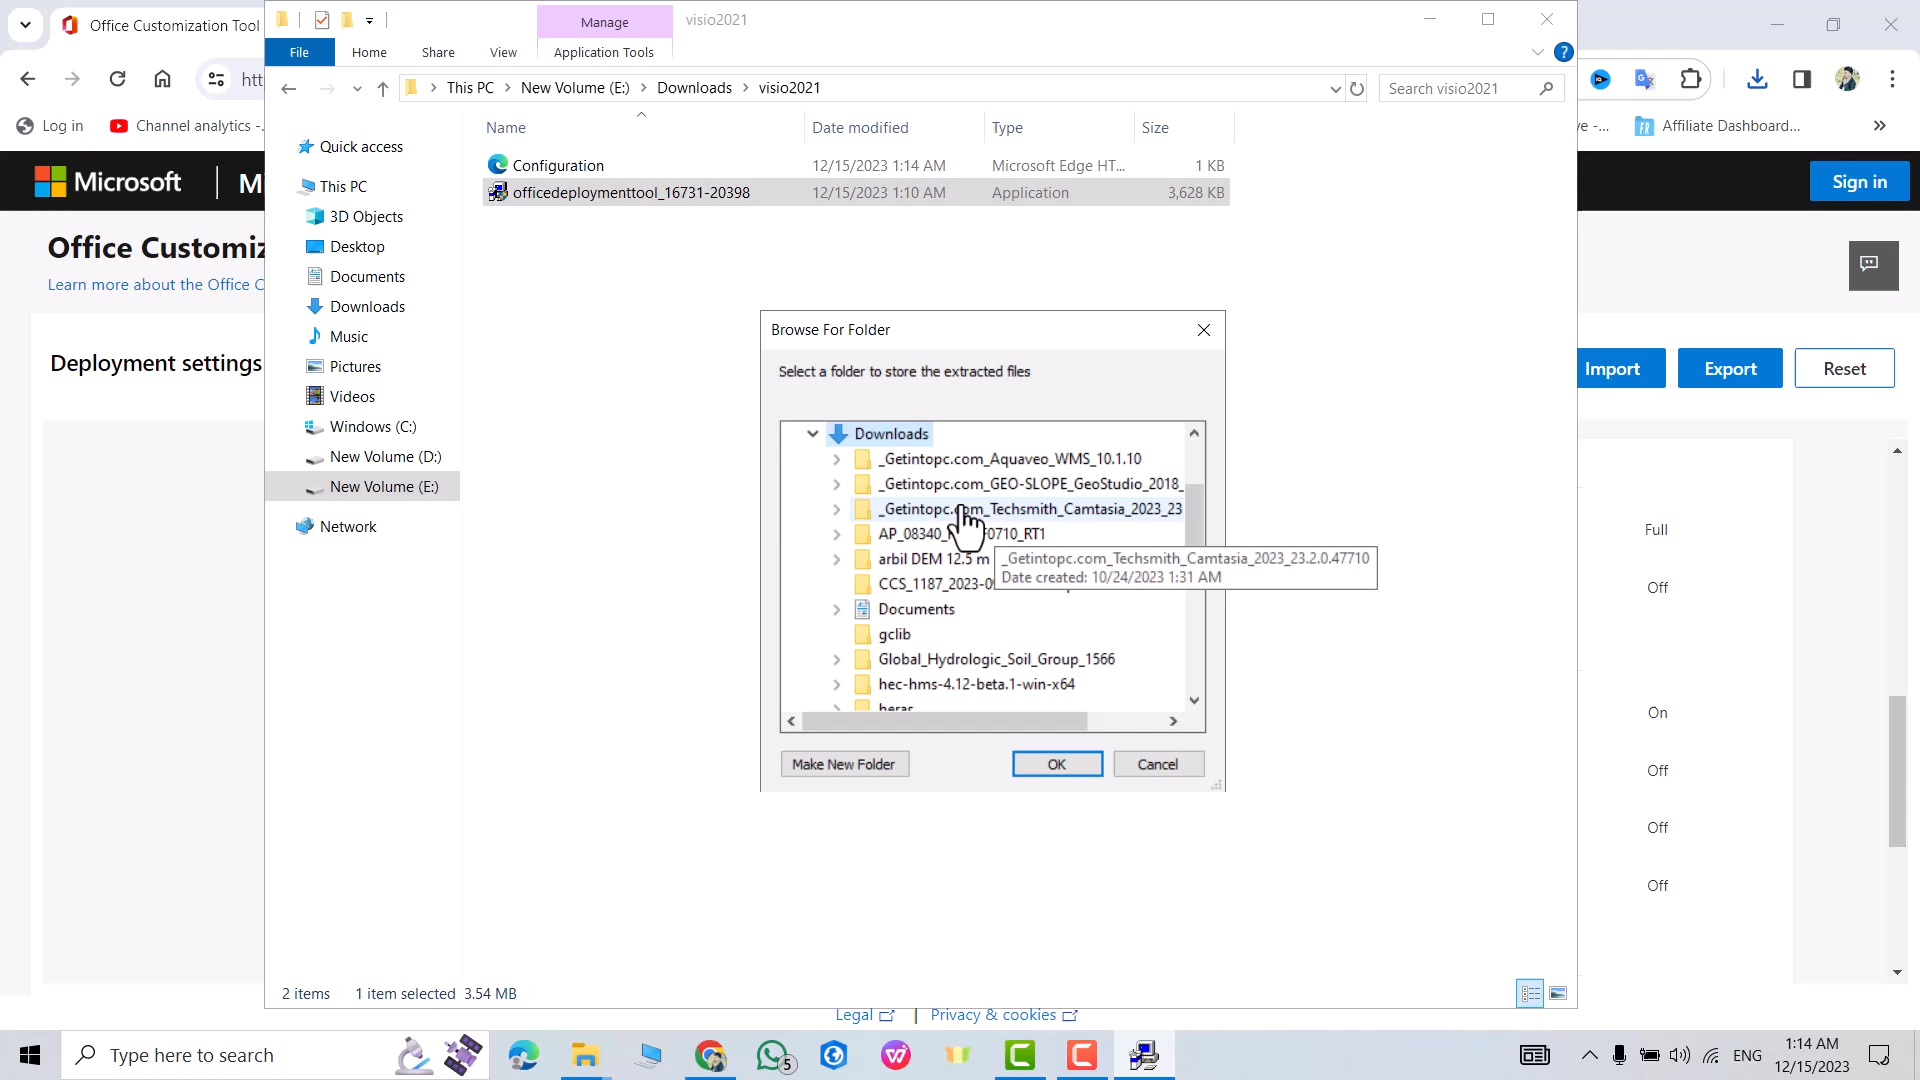 Office Customization Tool
Manage
visio2021
File
Home
Share
View
Application Tools
htt
This PC
New Volume (E:)
Downloads
visio2021
Search visio2021
Log in
Channel analytics -
ve -...
Affiliate Dashboard...
Name
Date modified
Type
Size
Quick access
Configuration
12/15/2023 1:14 AM
Microsoft Edge HT...
1 KB
officedeploymenttool_16731-20398
12/15/2023 1:10 AM
Application
3,628 KB
Microsoft
M
Sign in
This PC
3D Objects
Desktop
Documents
Downloads
Music
Pictures
Videos
Windows (C:)
New Volume (D:)
New Volume (E:)
Network
Office Customiz
Learn more about the Office C
Deployment settings
Import
Export
Reset
Browse For Folder
Select a folder to store the extracted files
Downloads
_Getintopc.com_Aquaveo_WMS_10.1.10
_Getintopc.com_GEO-SLOPE_GeoStudio_2018_
_Getintopc.com_Techsmith_Camtasia_2023_23
AP_08340_ 0710_RT1
arbil DEM 12.5 m
_Getintopc.com_Techsmith_Camtasia_2023_23.2.0.47710
Date created: 10/24/2023 1:31 AM
CCS_1187_2023-0
Documents
gclib
Global_Hydrologic_Soil_Group_1566
hec-hms-4.12-beta.1-win-x64
heras
Make New Folder
OK
Cancel
Full
Off
On
Off
Off
Off
2 items
1 item selected 3.54 MB
Legal
Privacy & cookies
Type here to search
5
ENG
1:14 AM
12/15/2023